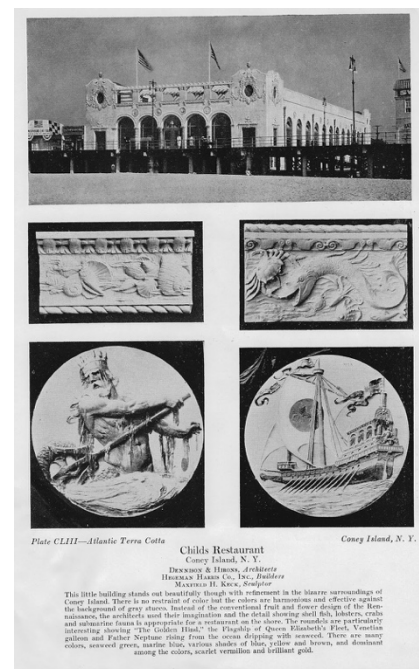 Plate CLIII—Atlantic Terra Cotta
Coney Island, N. Y.
Childs Restaurant
Coney Island, N. Y.
DENNISON & HIRONS, Architects
HEGEMAN HARRIS CO., INC., Builders
MAXFIELD H. KECK, Sculptor
This little building stands out beautifully though with refinement in the bizarre surroundings of
Coney Island. There is no restraint of color but the colors are harmonious and effective against
the background of gray stucco. Instead of the conventional fruit and flower design of the Ren-
naissance, the architects used their imagination and the detail showing shell fish, lobsters, crabs
and submarine fauna is appropriate for a restaurant on the shore. The roundels are particularly
interesting showing "The Golden Hind," the Flagship of Queen Elizabeth's Fleet, Venetian
galleon and Father Neptune rising from the ocean dripping with seaweed. There are many
colors, seaweed green, marine blue, various shades of blue, yellow and brown, and dominant
among the colors, scarlet vermilion and brilliant gold.